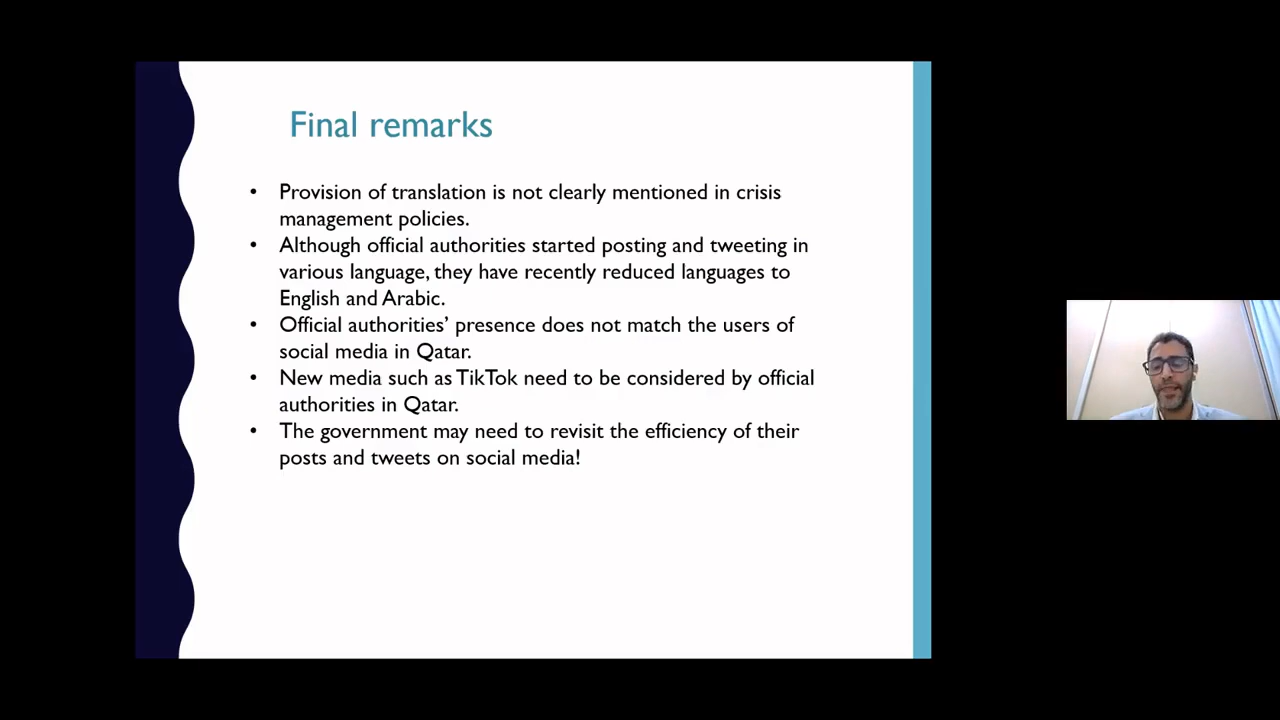 Final remarks
• Provision of translation is not clearly mentioned in crisis
management policies.
• Although official authorities started posting and tweeting in
various language, they have recently reduced languages to
English and Arabic.
• Official authorities’ presence does not match the users of
social media in Qatar.
• New media such as TikTok need to be considered by official
authorities in Qatar.
• The government may need to revisit the efficiency of their
posts and tweets on social media!